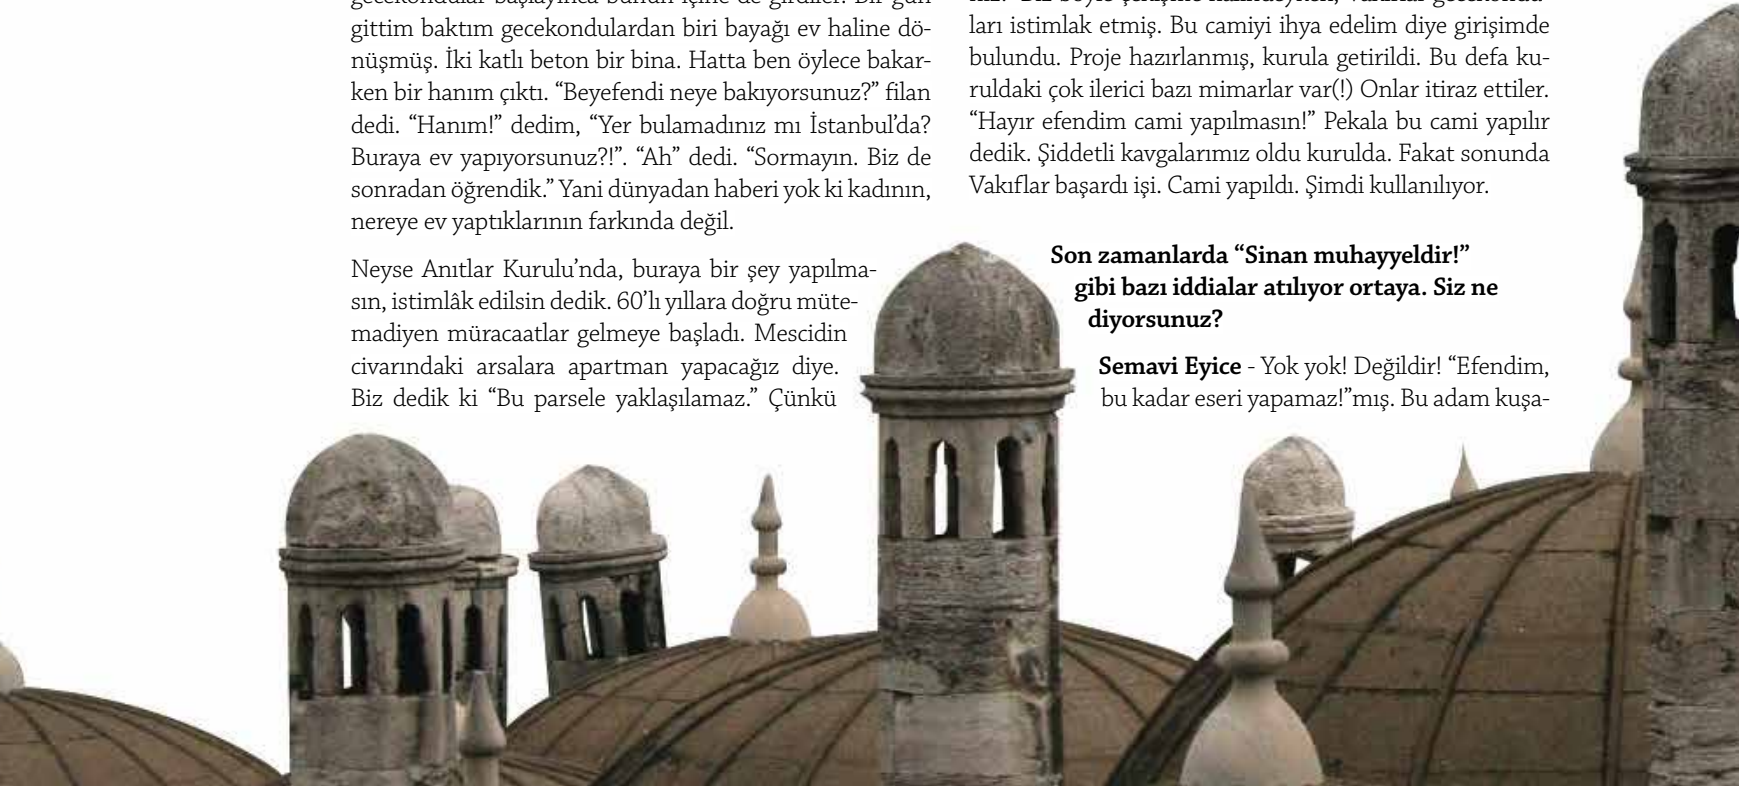 gecekondular başlayınca bunun içine de girdiler. Bir gün
gittim baktım gecekondulardan biri bayağı ev haline dö-
nüşmüş. İki katlı beton bir bina. Hatta ben öylece bakar-
ken bir hanım çıktı. “Beyefendi neye bakıyorsunuz?” filan
dedi. “Hanım!” dedim, “Yer bulamadınız mı İstanbul’da?
Buraya ev yapıyorsunuz?!”. “Ah” dedi. “Sormayın. Biz de
sonradan öğrendik.” Yani dünyadan haberi yok ki kadının,
nereye ev yaptıklarının farkında değil.
Neyse Anıtlar Kurulu’nda, buraya bir şey yapılma-
sın, istimlâk edilsin dedik. 60’lı yıllara doğru müte-
madiyen müracaatlar gelmeye başladı. Mescidin
civarındaki arsalara apartman yapacağız diye.
Biz dedik ki “Bu parsele yaklaşılamaz.” Çünkü
ları istimlak etmiş. Bu camiyi ihya edelim diye girişimde
bulundu. Proje hazırlanmış, kurula getirildi. Bu defa ku-
ruldaki çok ilerici bazı mimarlar var(!) Onlar itiraz ettiler.
“Hayır efendim cami yapılmasın!” Pekala bu cami yapılır
dedik. Şiddetli kavgalarımız oldu kurulda. Fakat sonunda
Vakıflar başardı işi. Cami yapıldı. Şimdi kullanılıyor.
Son zamanlarda “Sinan muhayyeldir!”
gibi bazı iddialar atılıyor ortaya. Siz ne
diyorsunuz?
Semavi Eyice - Yok yok! Değildir! “Efendim,
bu kadar eseri yapamaz!”mış. Bu adam kuşa-